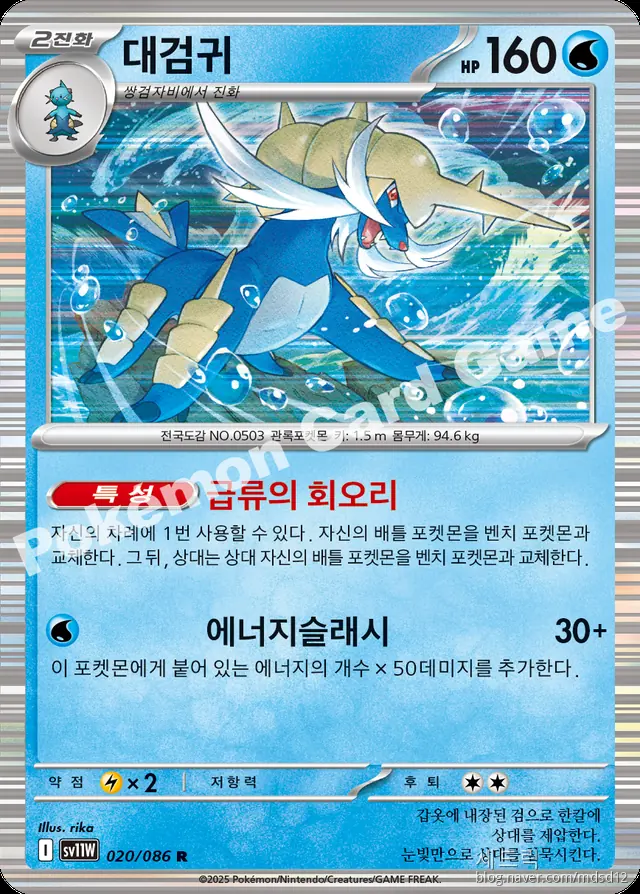 2진화
대검귀
HP 160
쌍검자비에서 진화
전국도감 NO.0503 관록포켓몬 키: 1.5 m 몸무게: 94.6 kg
특성 급류의 회오리
자신의 차례에 1번 사용할 수 있다. 자신의 배틀 포켓몬을 벤치 포켓몬과
교체한다. 그 뒤, 상대는 상대 자신의 배틀 포켓몬을 벤치 포켓몬과 교체한다.
에너지슬래시 30+
이 포켓몬에게 붙어 있는 에너지의 개수 × 50데미지를 추가한다.
약점 ×2 저항력 후퇴
Illus. rika
I sv11W 020/086 R
갑옷에 내장된 검으로 한칼에
상대를 제압한다.
눈빛만으로 상대를 침묵시킨다.
©2025 Pokémon/Nintendo/Creatures/GAME FREAK.
Pokémon Card Game
blog.naver.com/mdsd12